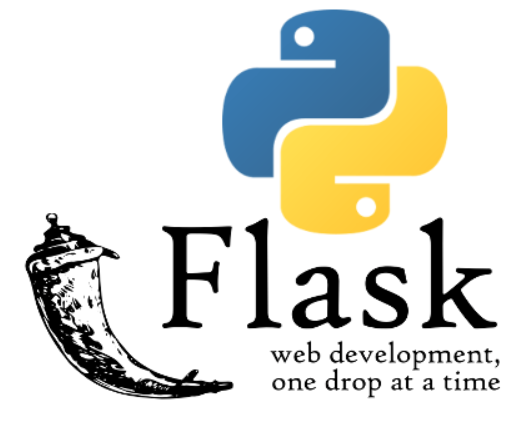 Flask
web development,
one drop at a time